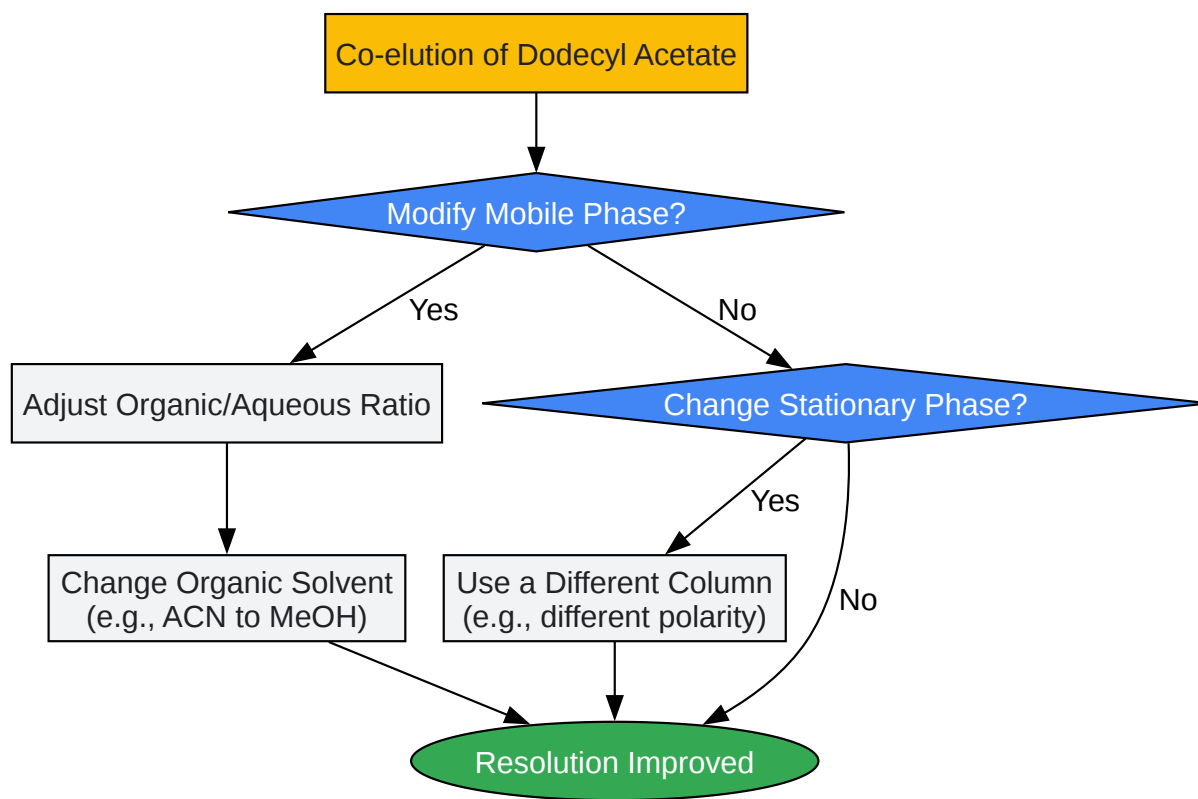 Co-elution of Dodecyl Acetate
Modify Mobile Phase?
Yes
No
Adjust Organic/Aqueous Ratio
Change Stationary Phase?
Yes
Change Organic Solvent
(e.g., ACN to MeOH)
Use a Different Column
(e.g., different polarity)
No
Resolution Improved